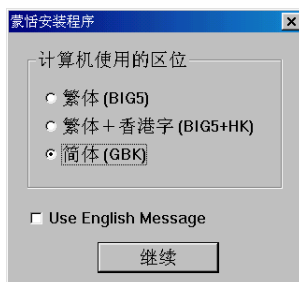 蒙恬安装程序
计算机使用的区位
繁体 (BIG5)
繁体＋香港字 (BIG5+HK)
简体 (GBK)
Use English Message
继续